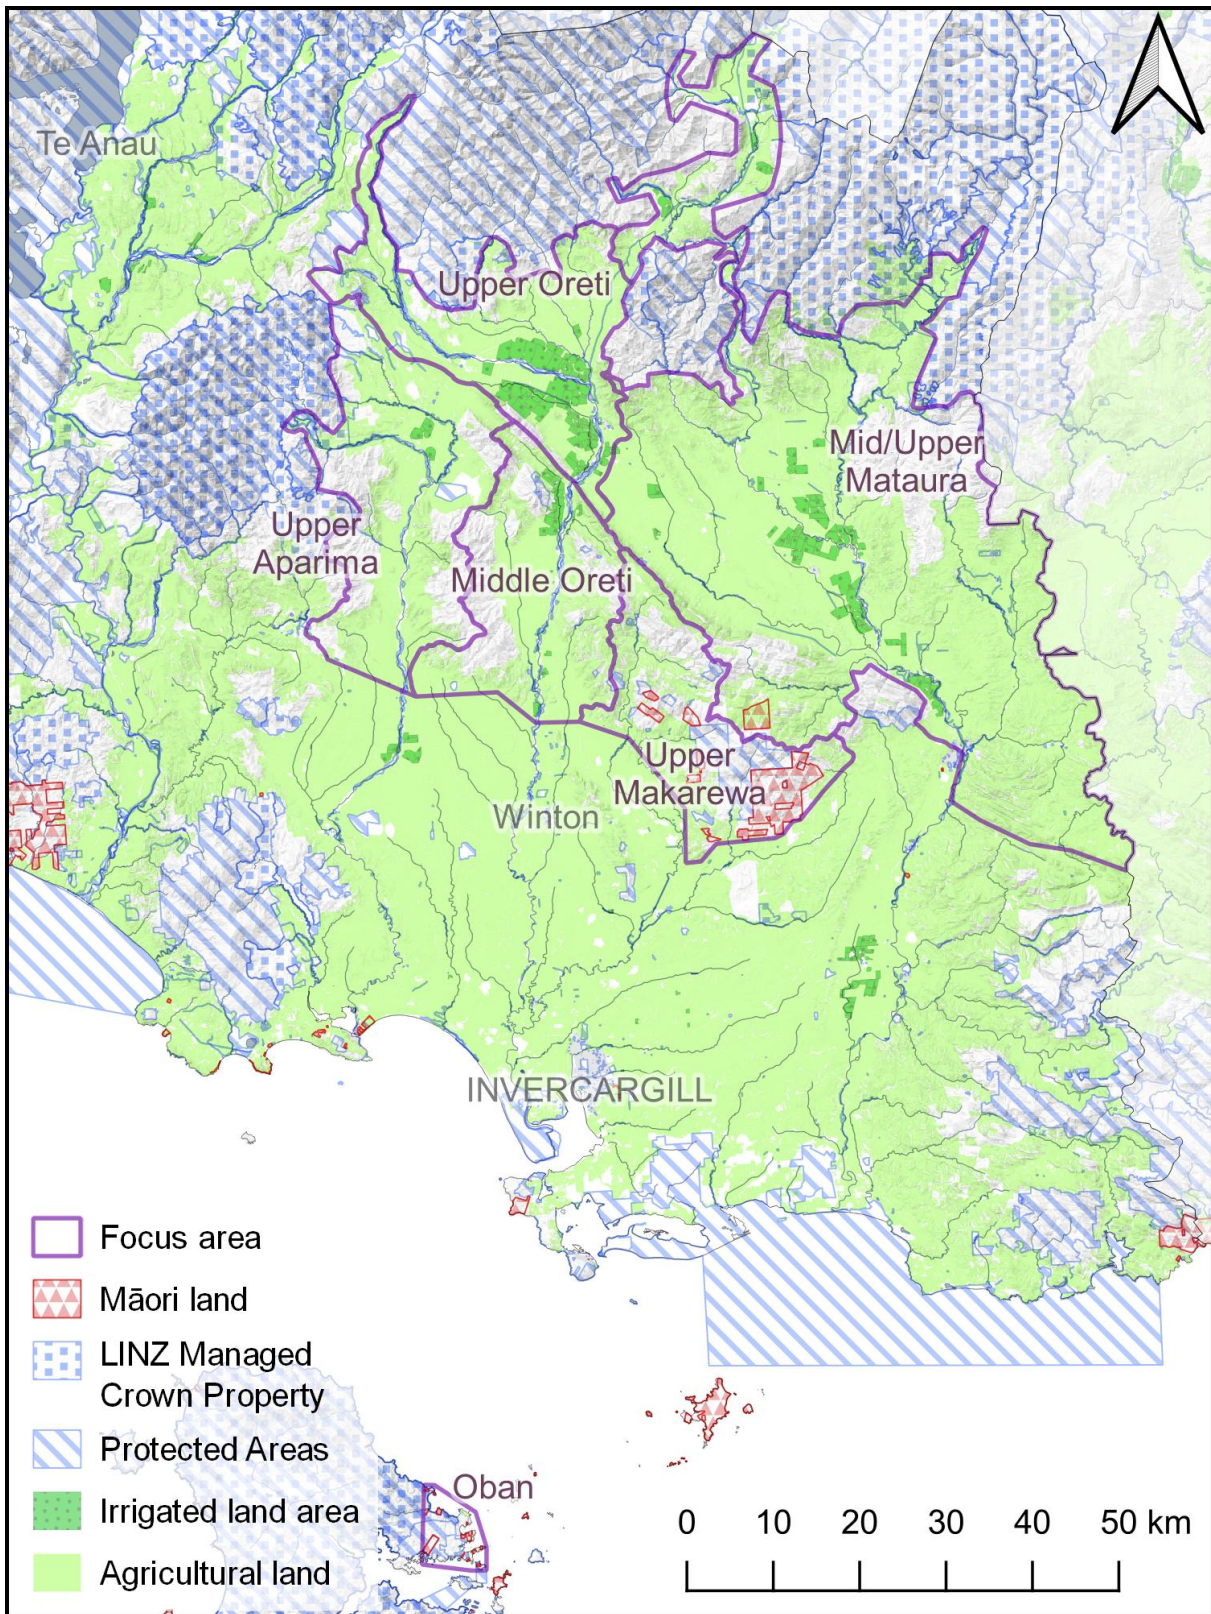 Te Anau
Upper Oreti
Mid/Upper
Mataura
Upper
Aparima
Middle Oreti
Upper
Makarewa
Winton
INVERCARGILL
Focus area
Māori land
LINZ Managed
Crown Property
Protected Areas
Irrigated land area
Agricultural land
Oban
0 10 20 30 40 50 km